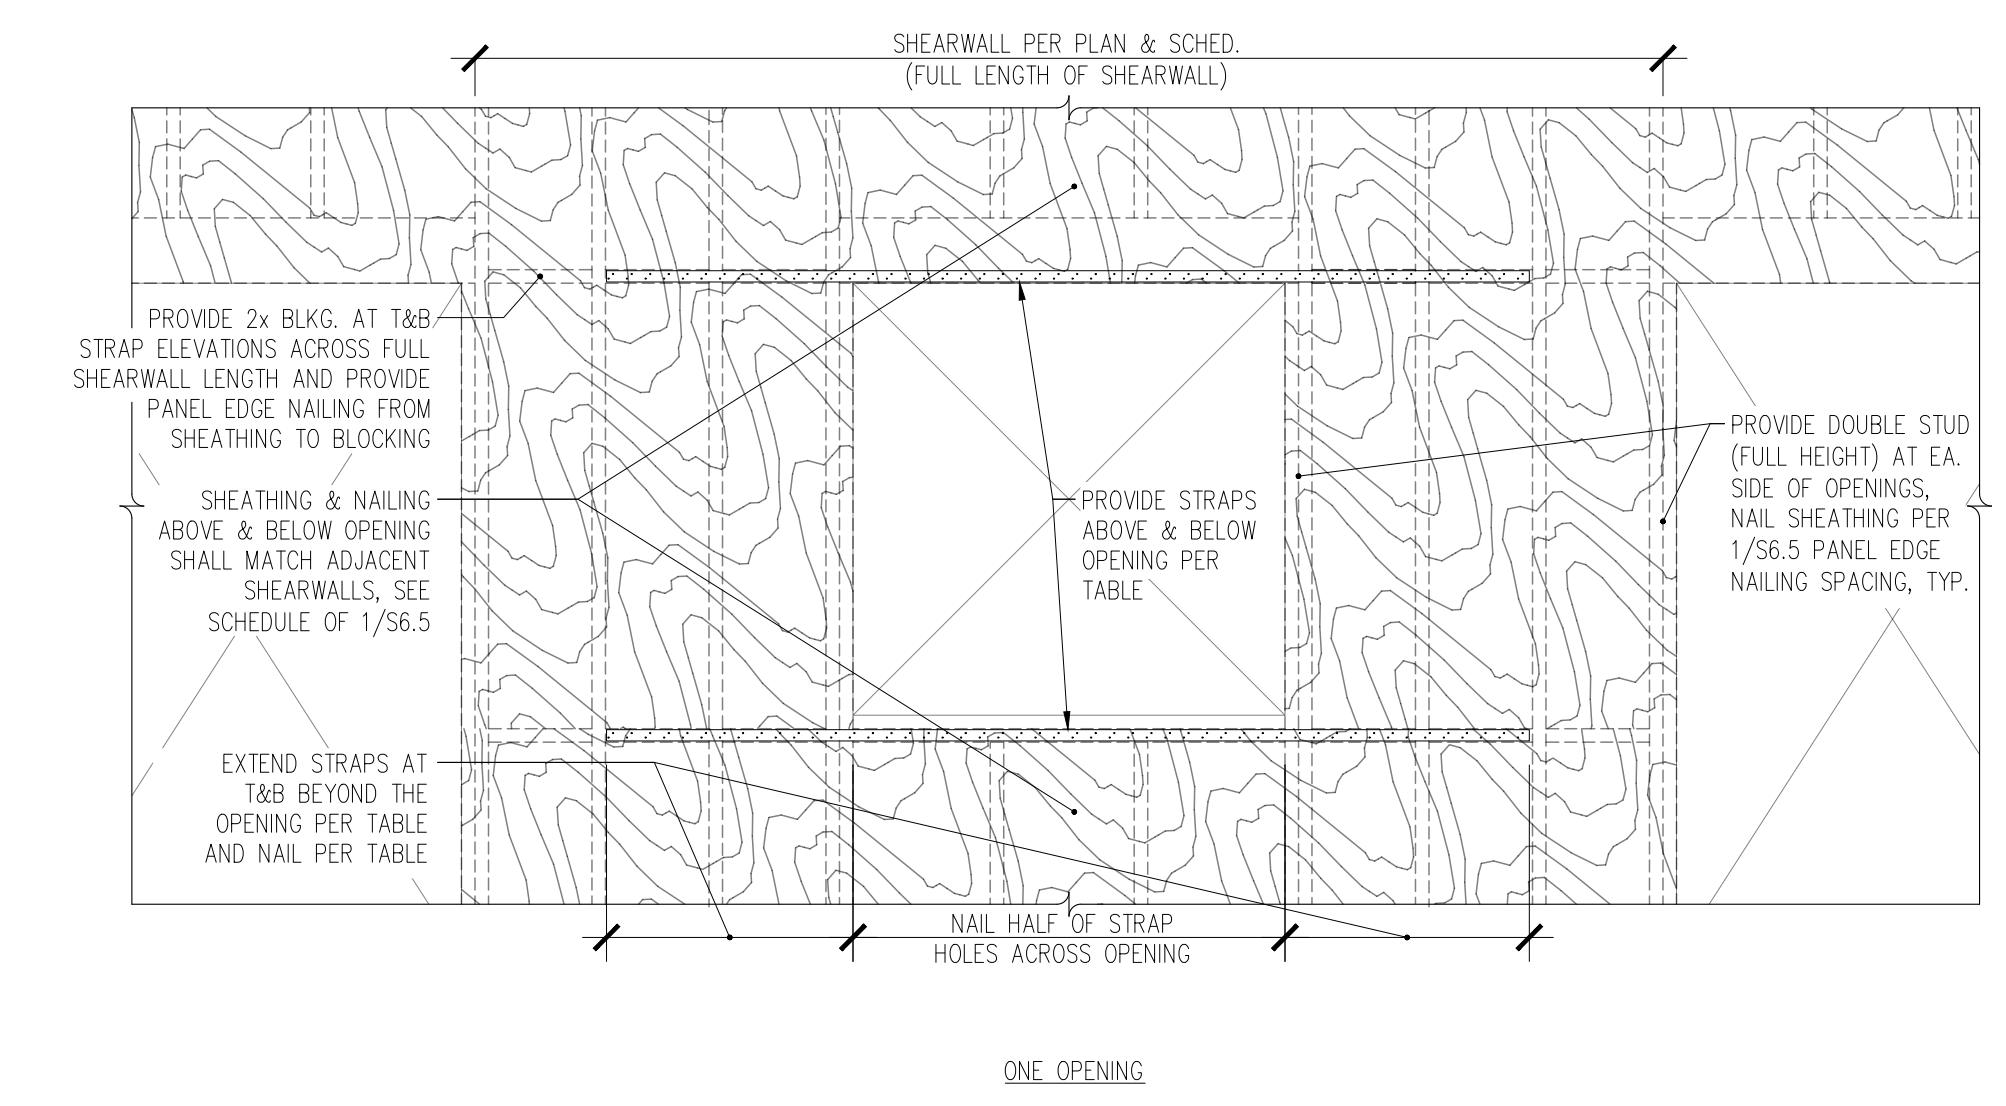 SHEARWALL PER PLAN & SCHED.
(FULL LENGTH OF SHEARWALL)
PROVIDE 2x BLKG. AT T&B
STRAP ELEVATIONS ACROSS FULL
SHEARWALL LENGTH AND PROVIDE
PANEL EDGE NAILING FROM
SHEATHING TO BLOCKING
SHEATHING & NAILING
ABOVE & BELOW OPENING
SHALL MATCH ADJACENT
SHEARWALLS, SEE
SCHEDULE OF 1/S6.5
EXTEND STRAPS AT
T&B BEYOND THE
OPENING PER TABLE
AND NAIL PER TABLE
PROVIDE STRAPS
ABOVE & BELOW
OPENING PER
TABLE
PROVIDE DOUBLE STUD
(FULL HEIGHT) AT EA.
SIDE OF OPENINGS,
NAIL SHEATHING PER
1/S6.5 PANEL EDGE
NAILING SPACING, TYP.
NAIL HALF OF STRAP
HOLES ACROSS OPENING
ONE OPENING